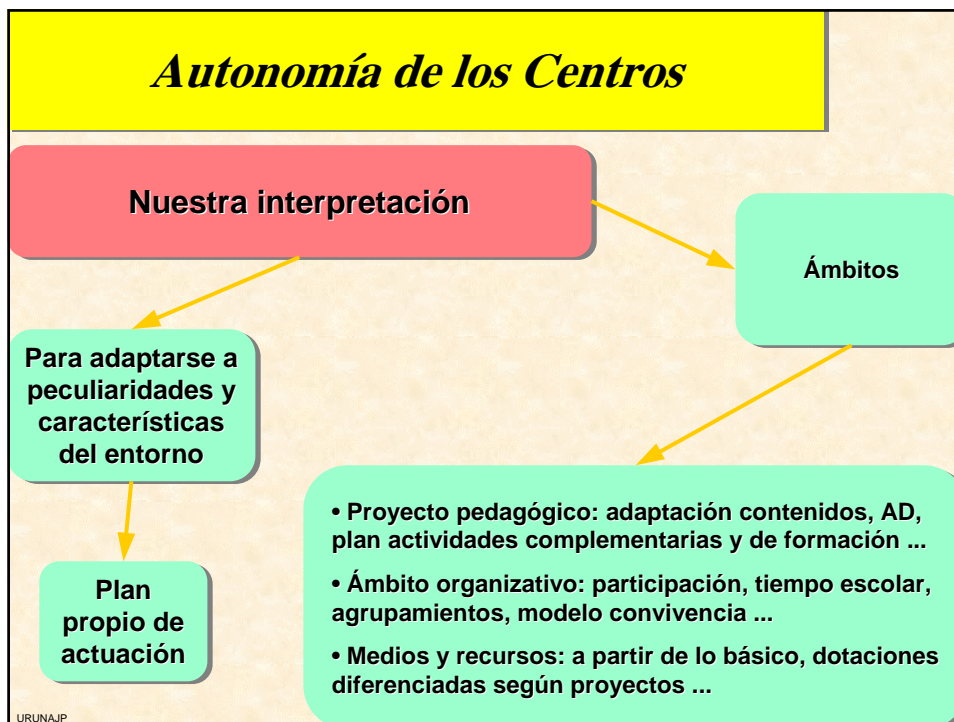 Autonomía de los Centros
Nuestra interpretación
Ámbitos
Para adaptarse a
peculiaridades y
características
del entorno
Plan
propio de
actuación
• Proyecto pedagógico: adaptación contenidos, AD,
plan actividades complementarias y de formación ...
• Ámbito organizativo: participación, tiempo escolar,
agrupamientos, modelo convivencia ...
• Medios y recursos: a partir de lo básico, dotaciones
diferenciadas según proyectos ...
URUNAJP